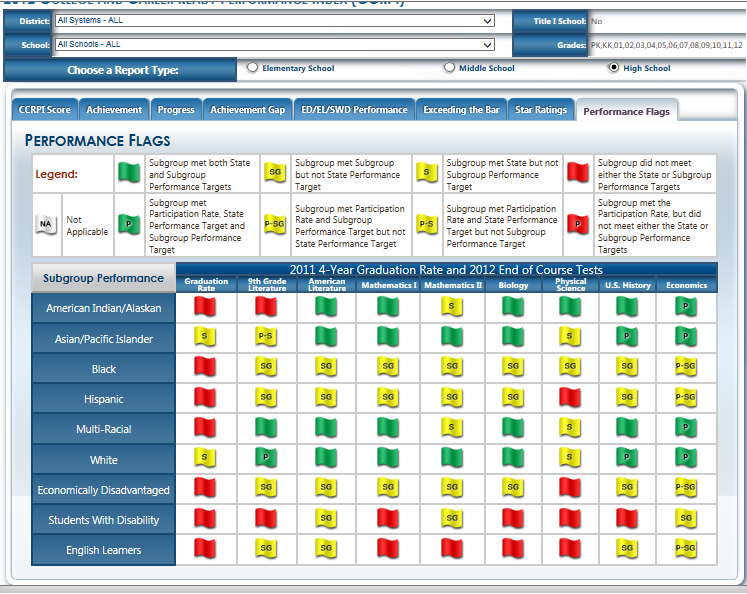 2012 COLLEGE AND CAREER READY PERFORMANCE INDEX (CCRPI)
District: All Systems - ALL Title I School: No
School: All Schools - ALL Grades: PK,KK,01,02,03,04,05,06,07,08,09,10,11,12
Choose a Report Type: Elementary School Middle School High School
CCRPI Score Achievement Progress Achievement Gap ED/EL/SWD Performance Exceeding the Bar Star Ratings Performance Flags
PERFORMANCE FLAGS
Legend:
Subgroup met both State
and Subgroup
Performance Targets
SG
Subgroup met Subgroup
but not State Performance
Target
S
Subgroup met State but not
Subgroup Performance
Target
Subgroup did not meet
either the State or Subgroup
Performance Targets
NA
Not
Applicable
P
Subgroup met
Participation Rate, State
Performance Target and
Subgroup Performance
Target
P-SG
Subgroup met Participation
Rate and Subgroup
Performance Target but not
State Performance Target
P-S
Subgroup met Participation
Rate and State Performance
Target but not Subgroup
Performance Target
P
Subgroup met the
Participation Rate, but did
not meet either the State or
Subgroup Performance
Targets
Subgroup Performance
2011 4-Year Graduation Rate and 2012 End of Course Tests
Graduation Rate 9th Grade Literature American Literature Mathematics I Mathematics II Biology Physical Science U.S. History Economics
American Indian/Alaskan S P
Asian/Pacific Islander S P-S S P P
Black SG SG SG SG SG SG SG P-SG
Hispanic SG SG SG SG SG SG P-SG
Multi-Racial S S P
White S P S P P
Economically Disadvantaged SG SG SG SG SG SG P-SG
Students With Disability SG SG SG
English Learners SG SG SG P-SG